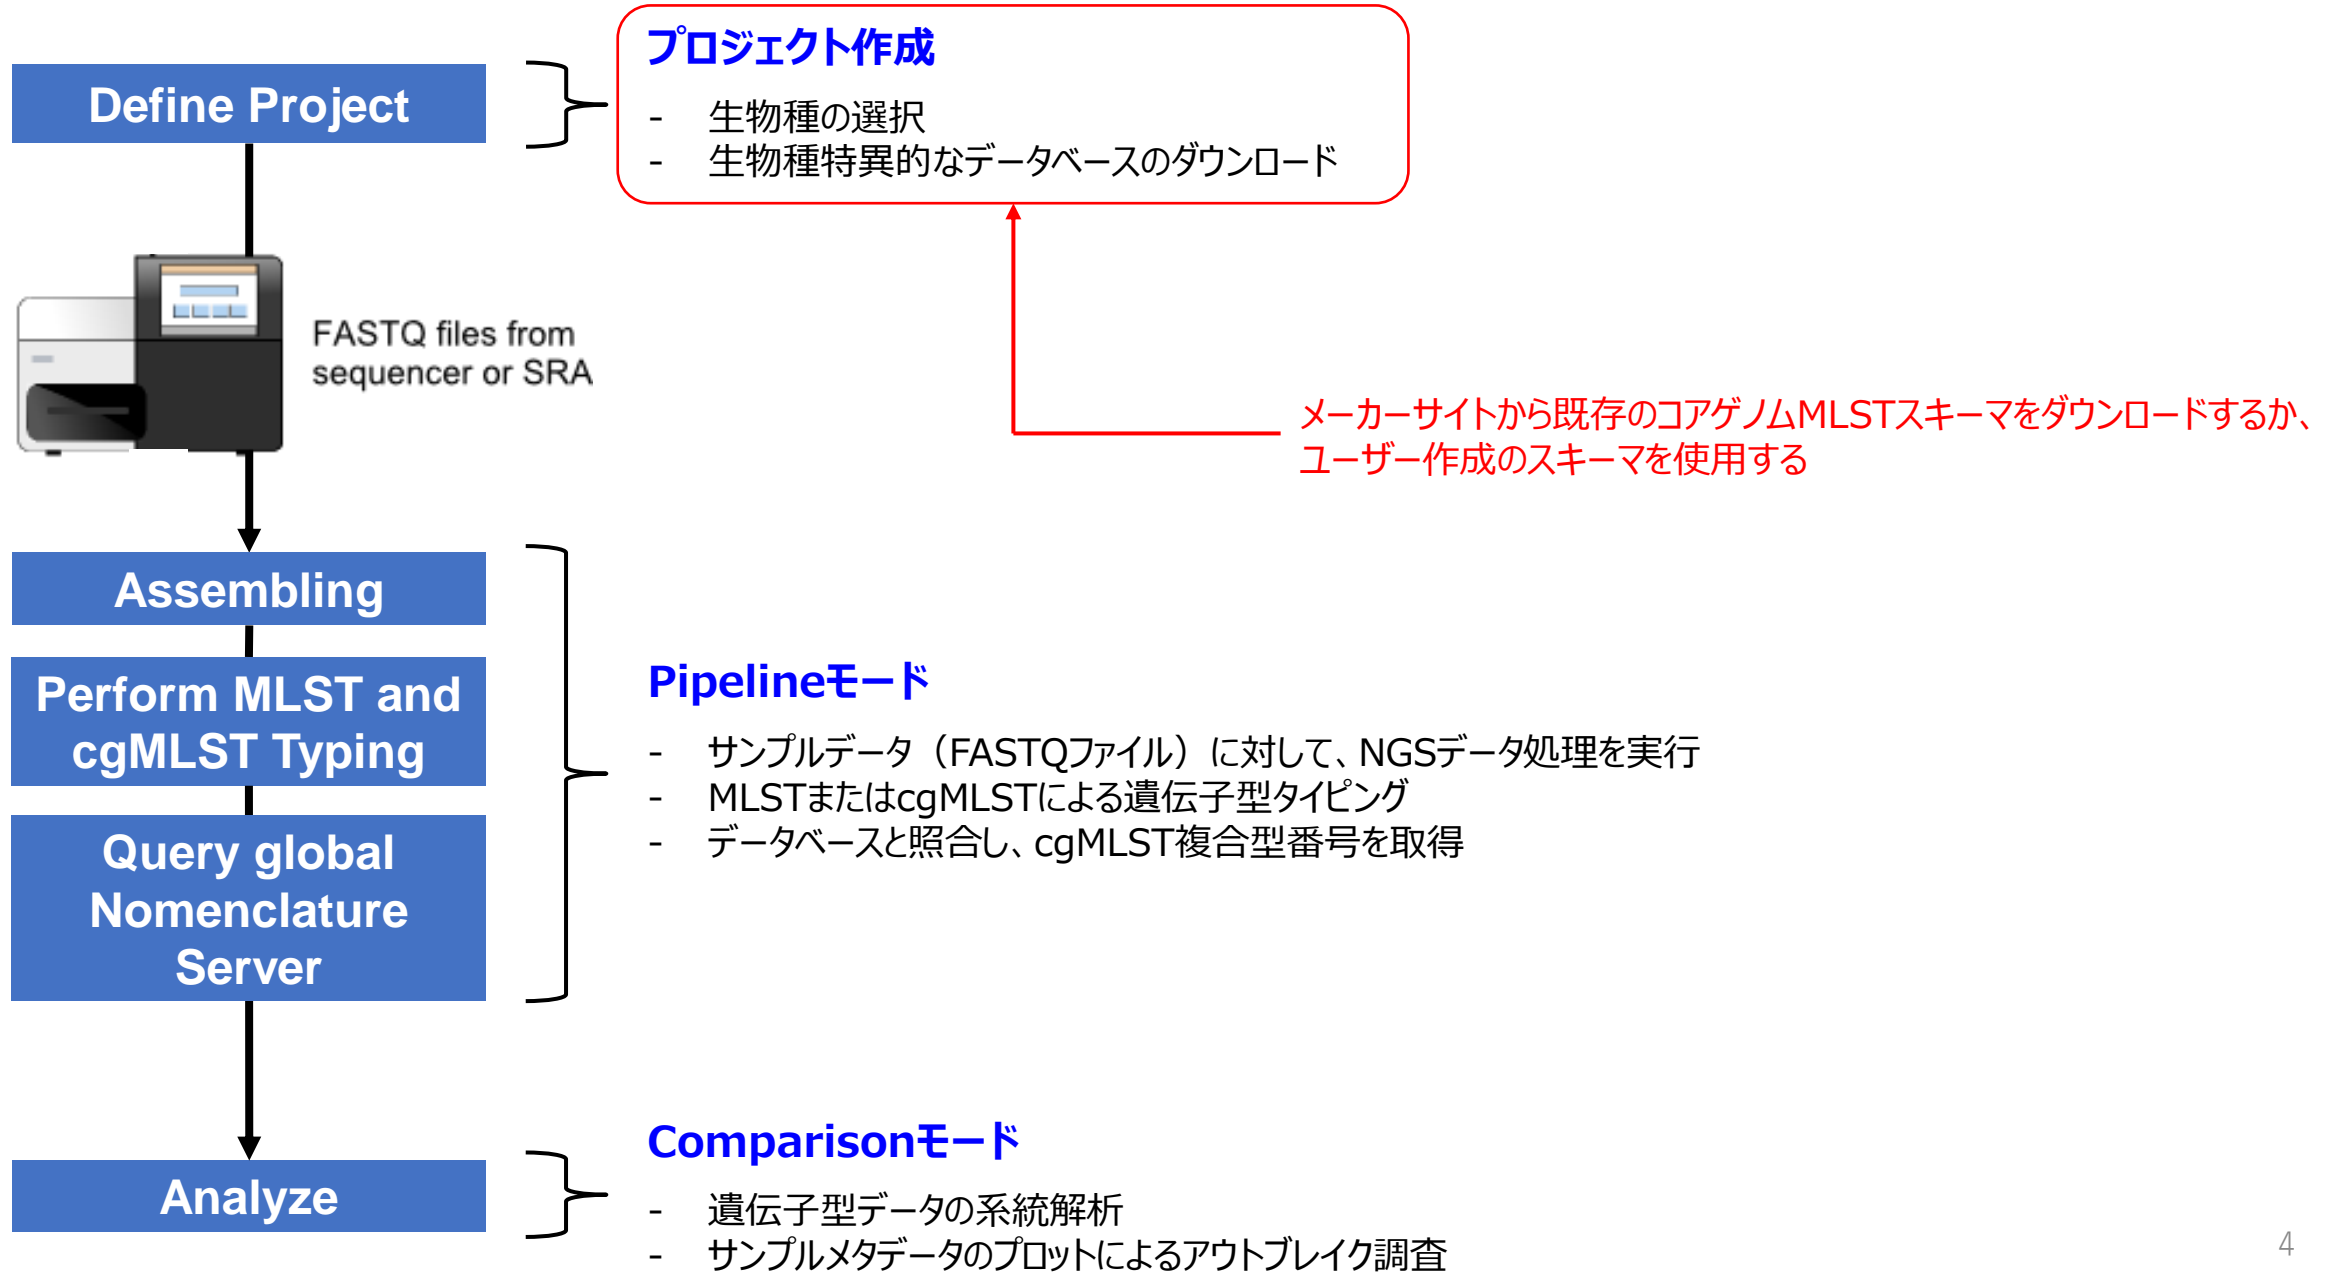 プロジェクト作成
Define Project
- 生物種の選択
- 生物種特異的なデータベースのダウンロード
FASTQ files from
sequencer or SRA
メーカーサイトから既存のコアゲノムMLSTスキーマをダウンロードするか、
ユーザー作成のスキーマを使用する
Assembling
Perform MLST and
cgMLST Typing
Query global
Nomenclature
Server
Pipelineモード
- サンプルデータ（FASTQファイル）に対して、NGSデータ処理を実行
- MLSTまたはcgMLSTによる遺伝子型タイピング
- データベースと照合し、cgMLST複合型番号を取得
Analyze
Comparisonモード
- 遺伝子型データの系統解析
- サンプルメタデータのプロットによるアウトブレイク調査
4